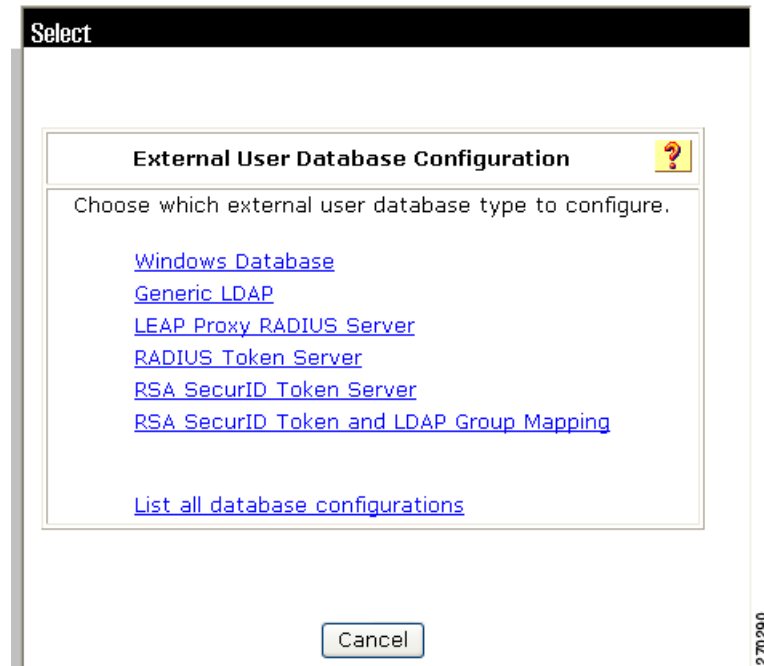 Select
External User Database Configuration
?
Choose which external user database type to configure.
Windows Database
Generic LDAP
LEAP Proxy RADIUS Server
RADIUS Token Server
RSA SecurID Token Server
RSA SecurID Token and LDAP Group Mapping
List all database configurations
Cancel
270290